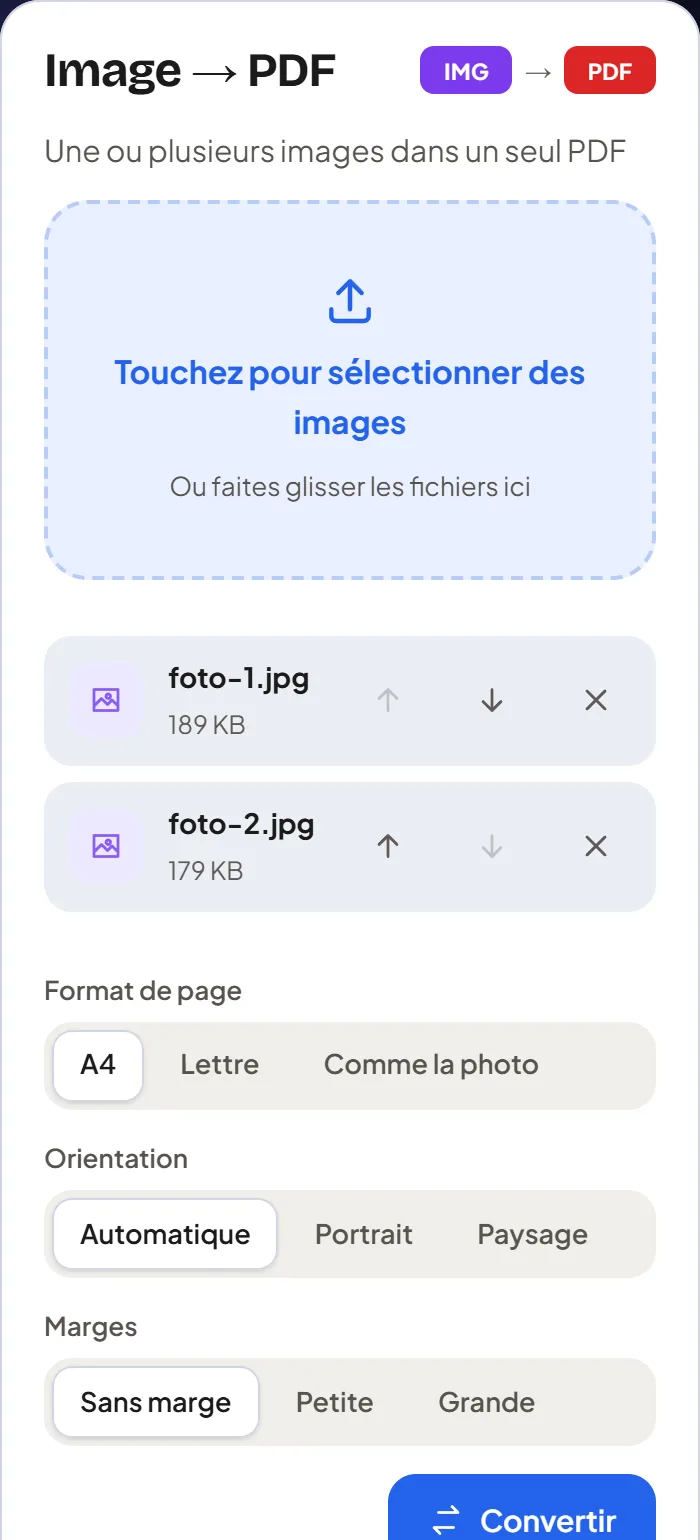 Image → PDF
IMG → PDF
Une ou plusieurs images dans un seul PDF
Touchez pour sélectionner des
images
Ou faites glisser les fichiers ici
foto-1.jpg
189 KB
foto-2.jpg
179 KB
Format de page
A4 Lettre Comme la photo
Orientation
Automatique Portrait Paysage
Marges
Sans marge Petite Grande
Convertir